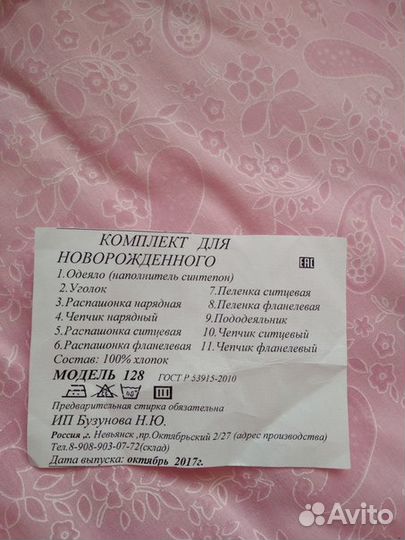 КОМПЛЕКТ ДЛЯ
НОВОРОЖДЕННОГО
EAC
1.Одеяло (наполнитель синтепон)
2.Уголок
3.Распашонка нарядная
4.Чепчик нарядный
5.Распашонка ситцевая
6.Распашонка фланелевая
7.Пеленка ситцевая
8.Пеленка фланелевая
9.Пододеяльник
10.Чепчик ситцевый
11.Чепчик фланелевый
Состав: 100% хлопок
МОДЕЛЬ 128 ГОСТ Р 53915-2010
40°
Предварительная стирка обязательна
ИП Бузунова Н.Ю.
Россия ,г. Невьянск ,пр.Октябрьский 2/27 (адрес производства)
Тел.8-908-903-07-72(склад)
Дата выпуска: октябрь 2017г.
Avito